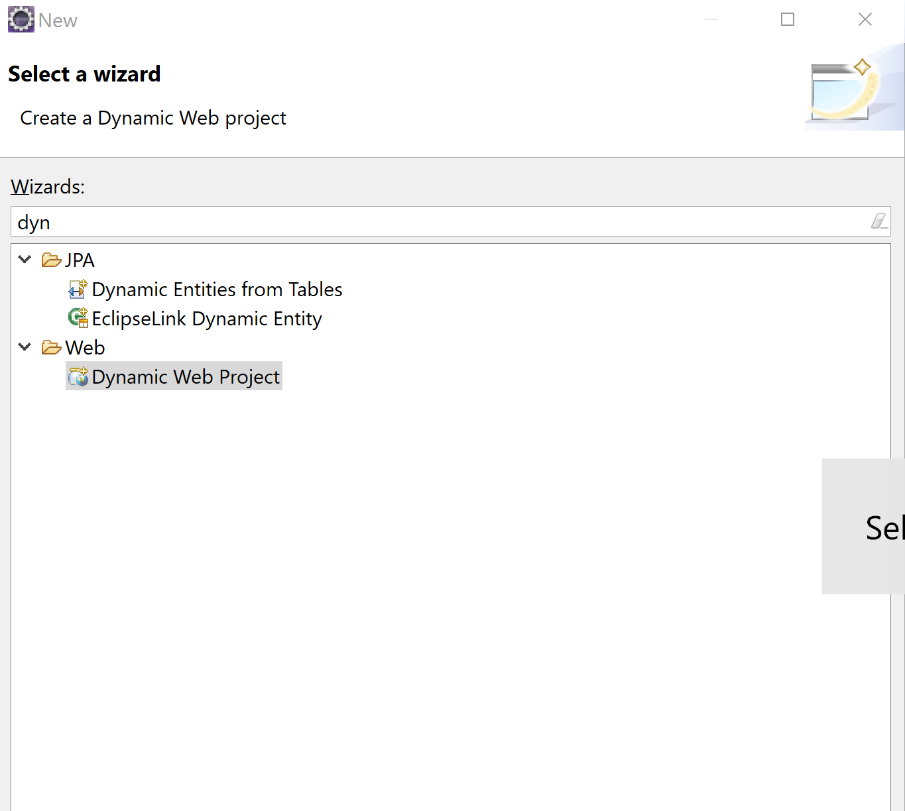 New
Select a wizard
Create a Dynamic Web project
Wizards:
dyn
JPA
Dynamic Entities from Tables
EclipseLink Dynamic Entity
Web
Dynamic Web Project
Sel